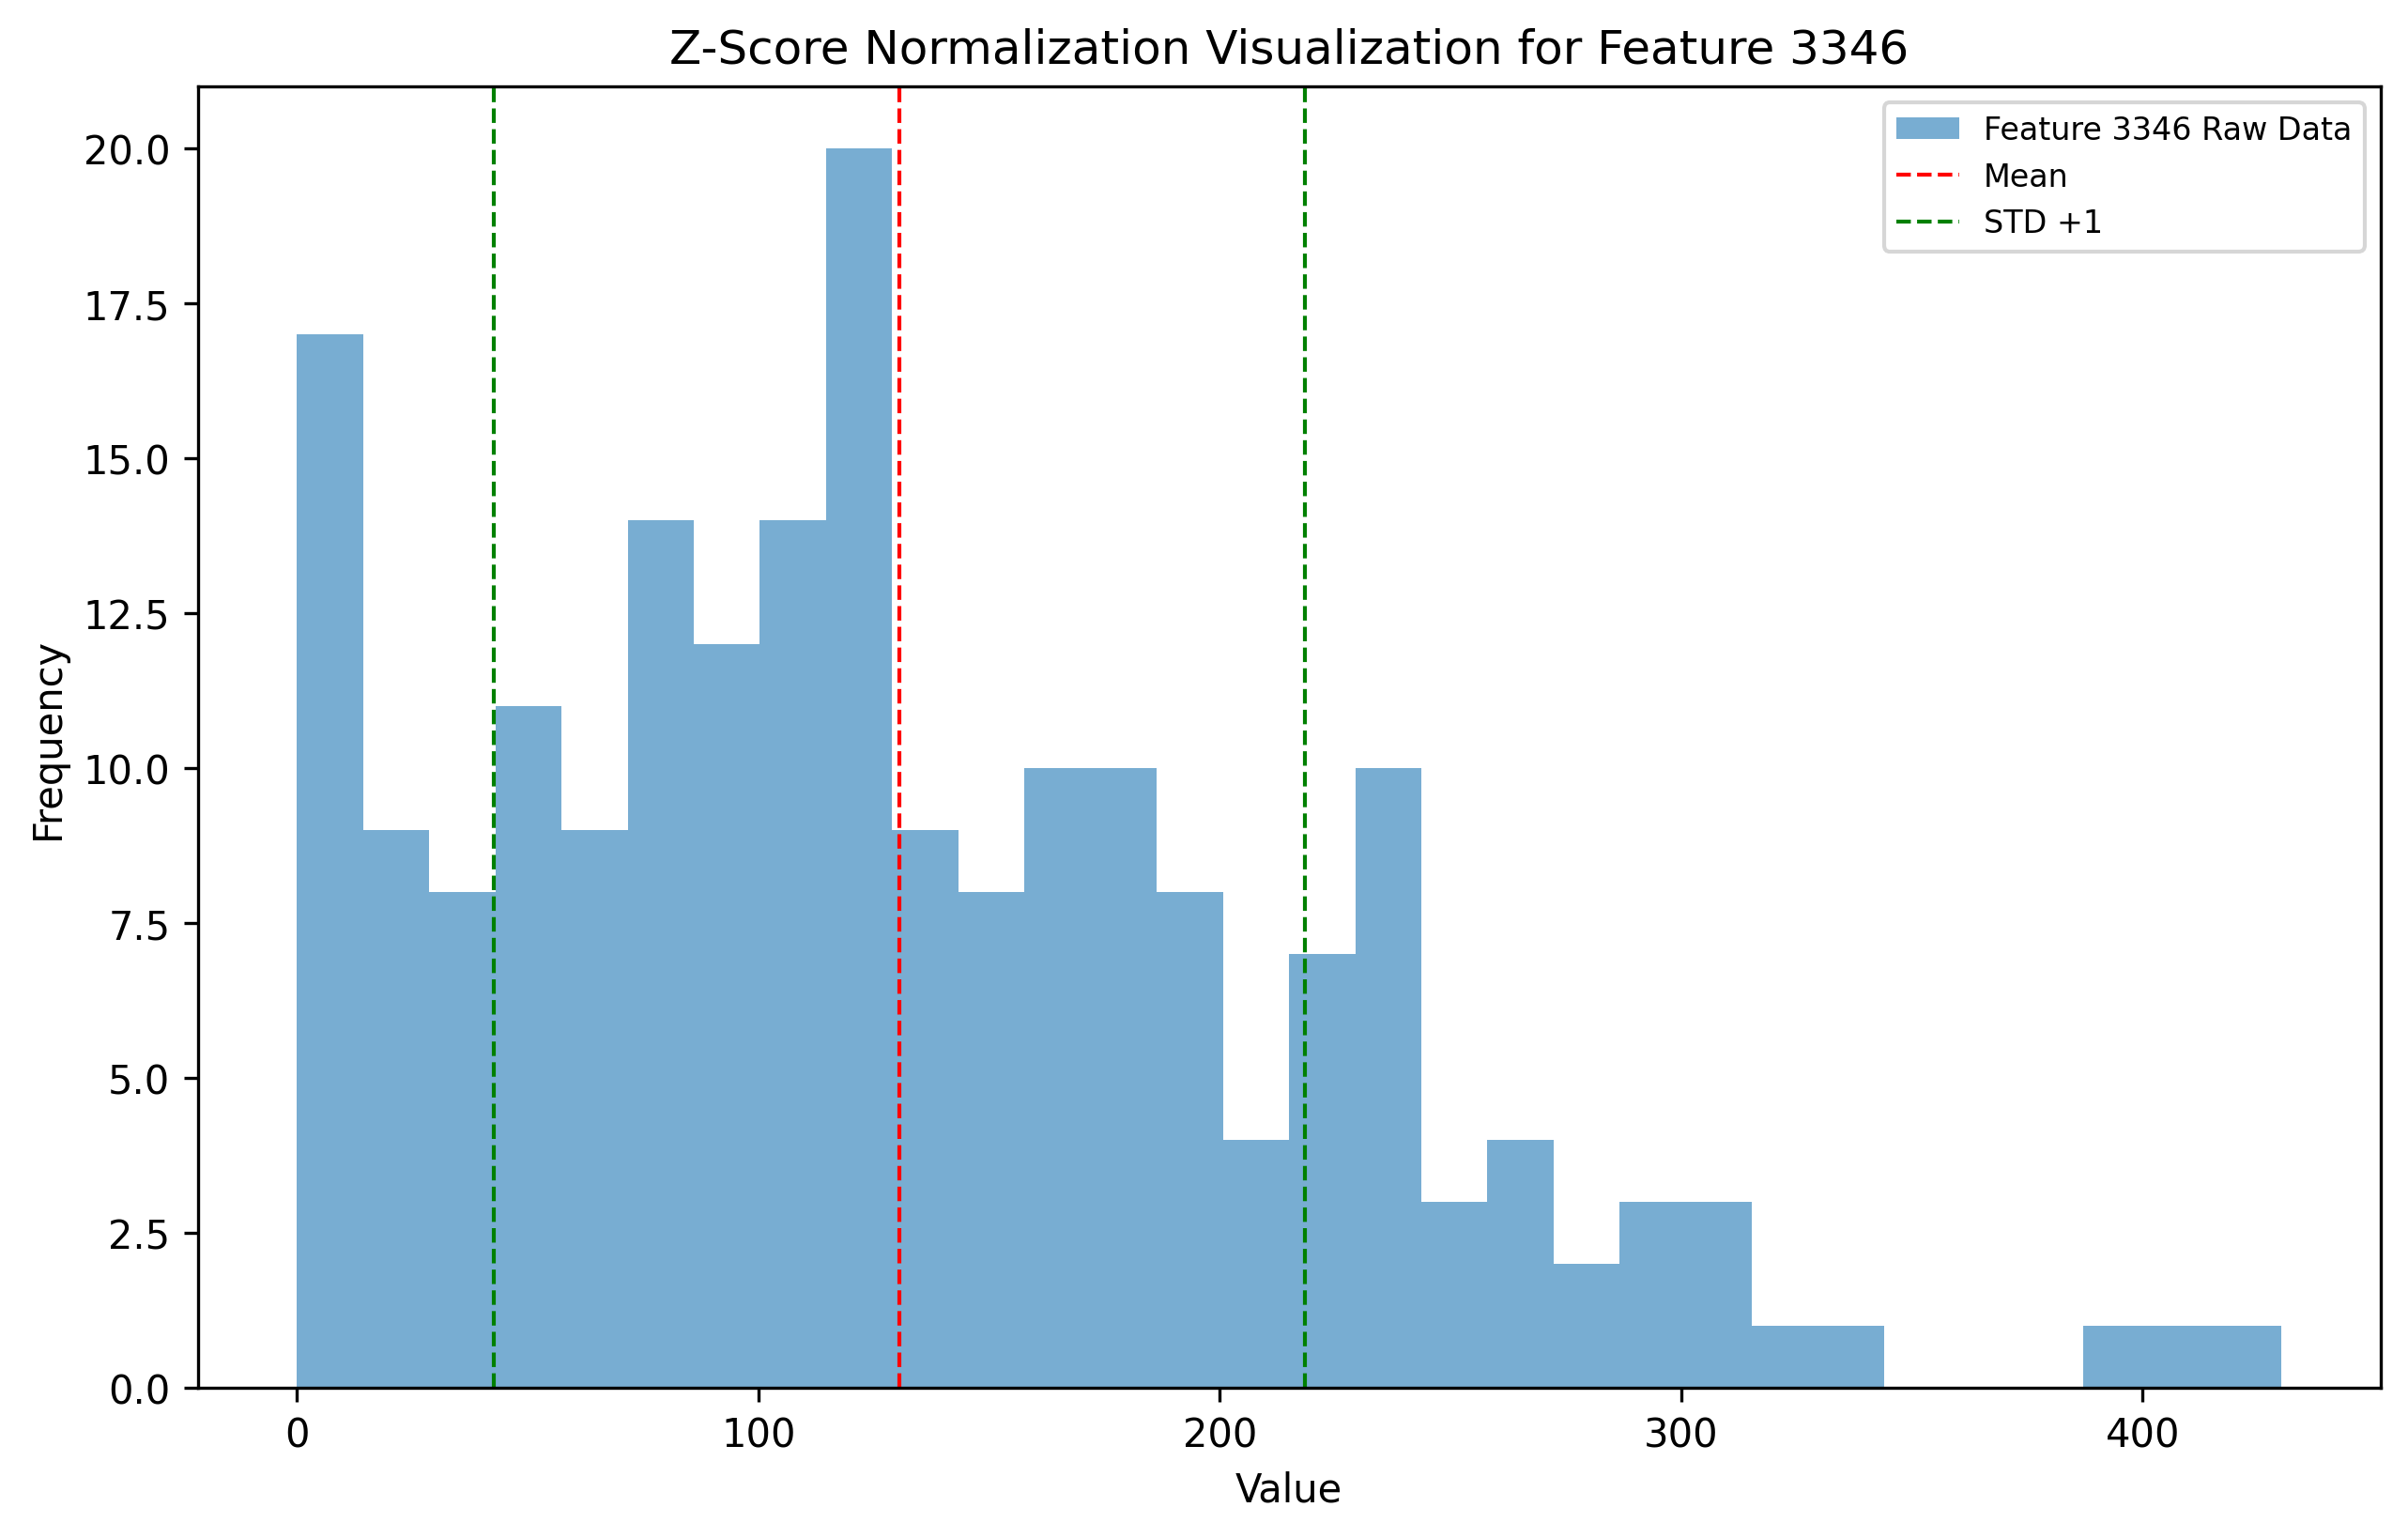 Z-Score Normalization Visualization for Feature 3346
Feature 3346 Raw Data
Mean
STD +1
Frequency
20.0
17.5
15.0
12.5
10.0
7.5
5.0
2.5
0.0
0 100 200 300 400
Value